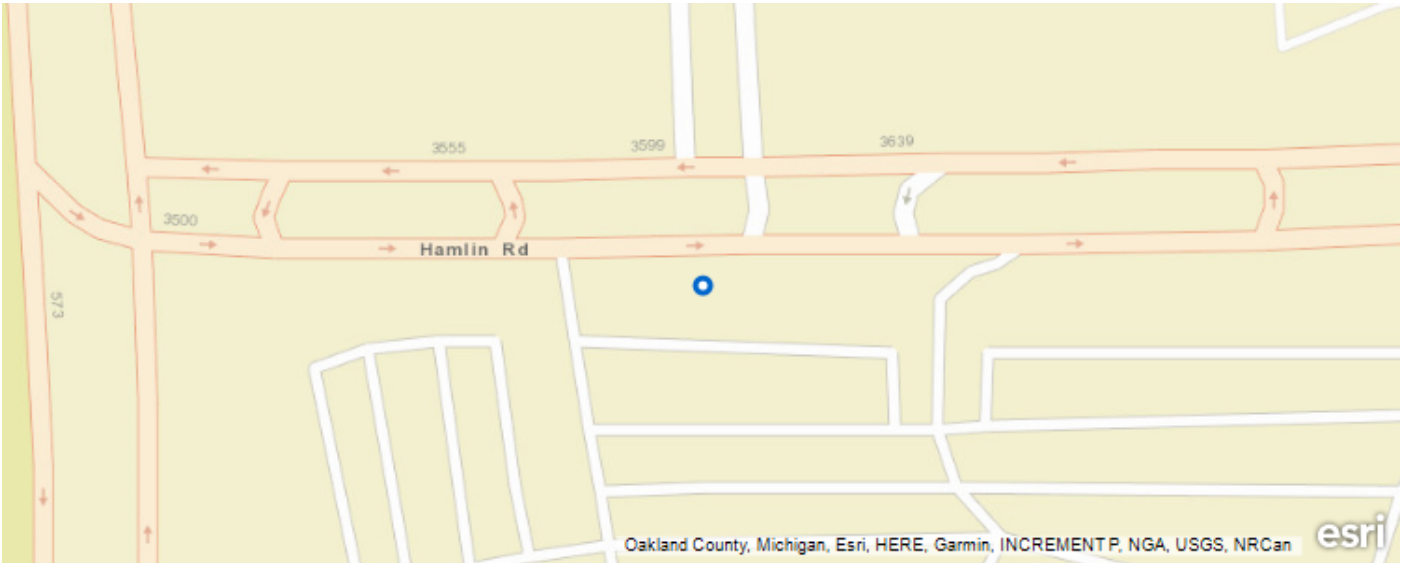 3555
3599
3639
3500
Hamlin Rd
573
Oakland County, Michigan, Esri, HERE, Garmin, INCREMENT P, NGA, USGS, NRCan
esri